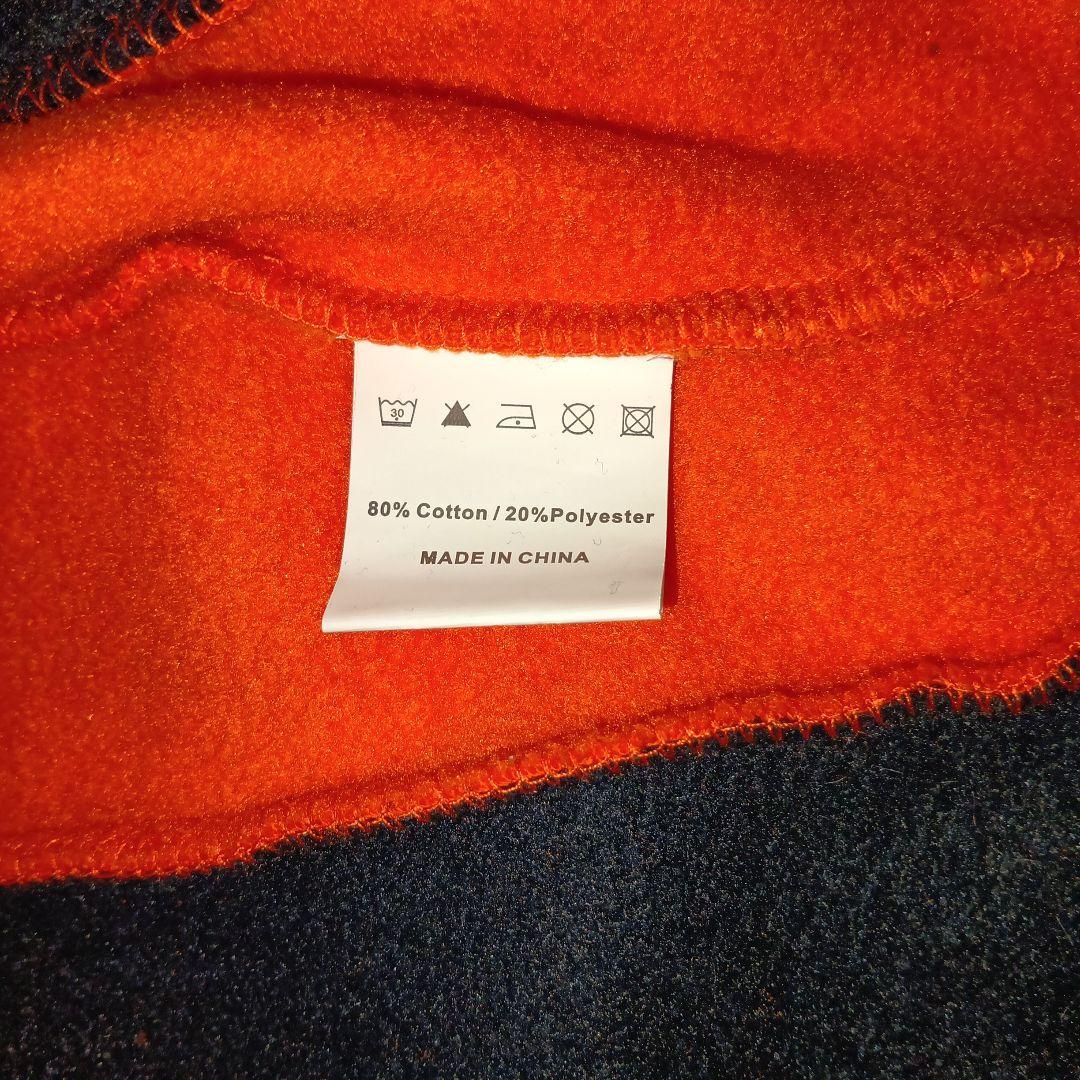 30
80% Cotton / 20%Polyester
MADE IN CHINA